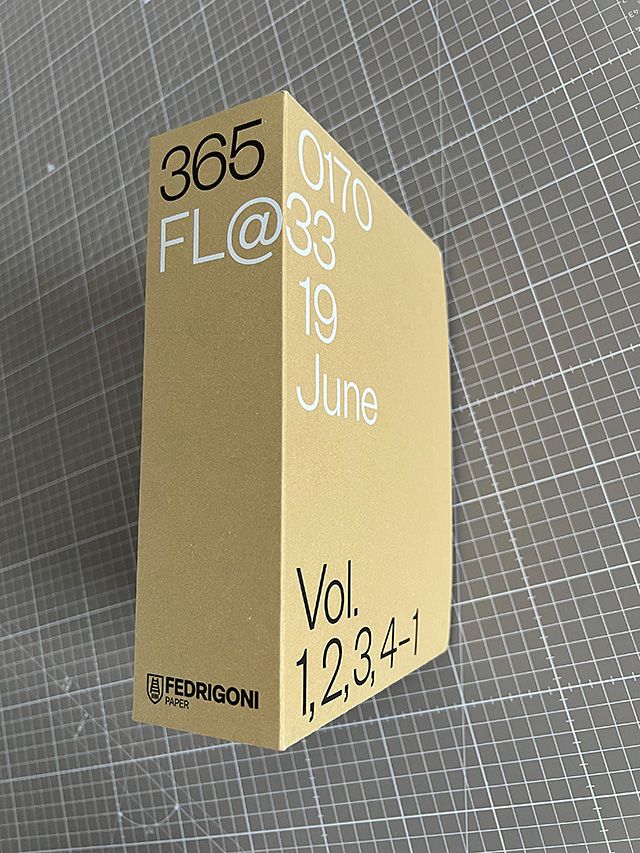 365
FL@33
0170
19
June
Vol.
1,2,3,4-1
FEDRIGONI
PAPER